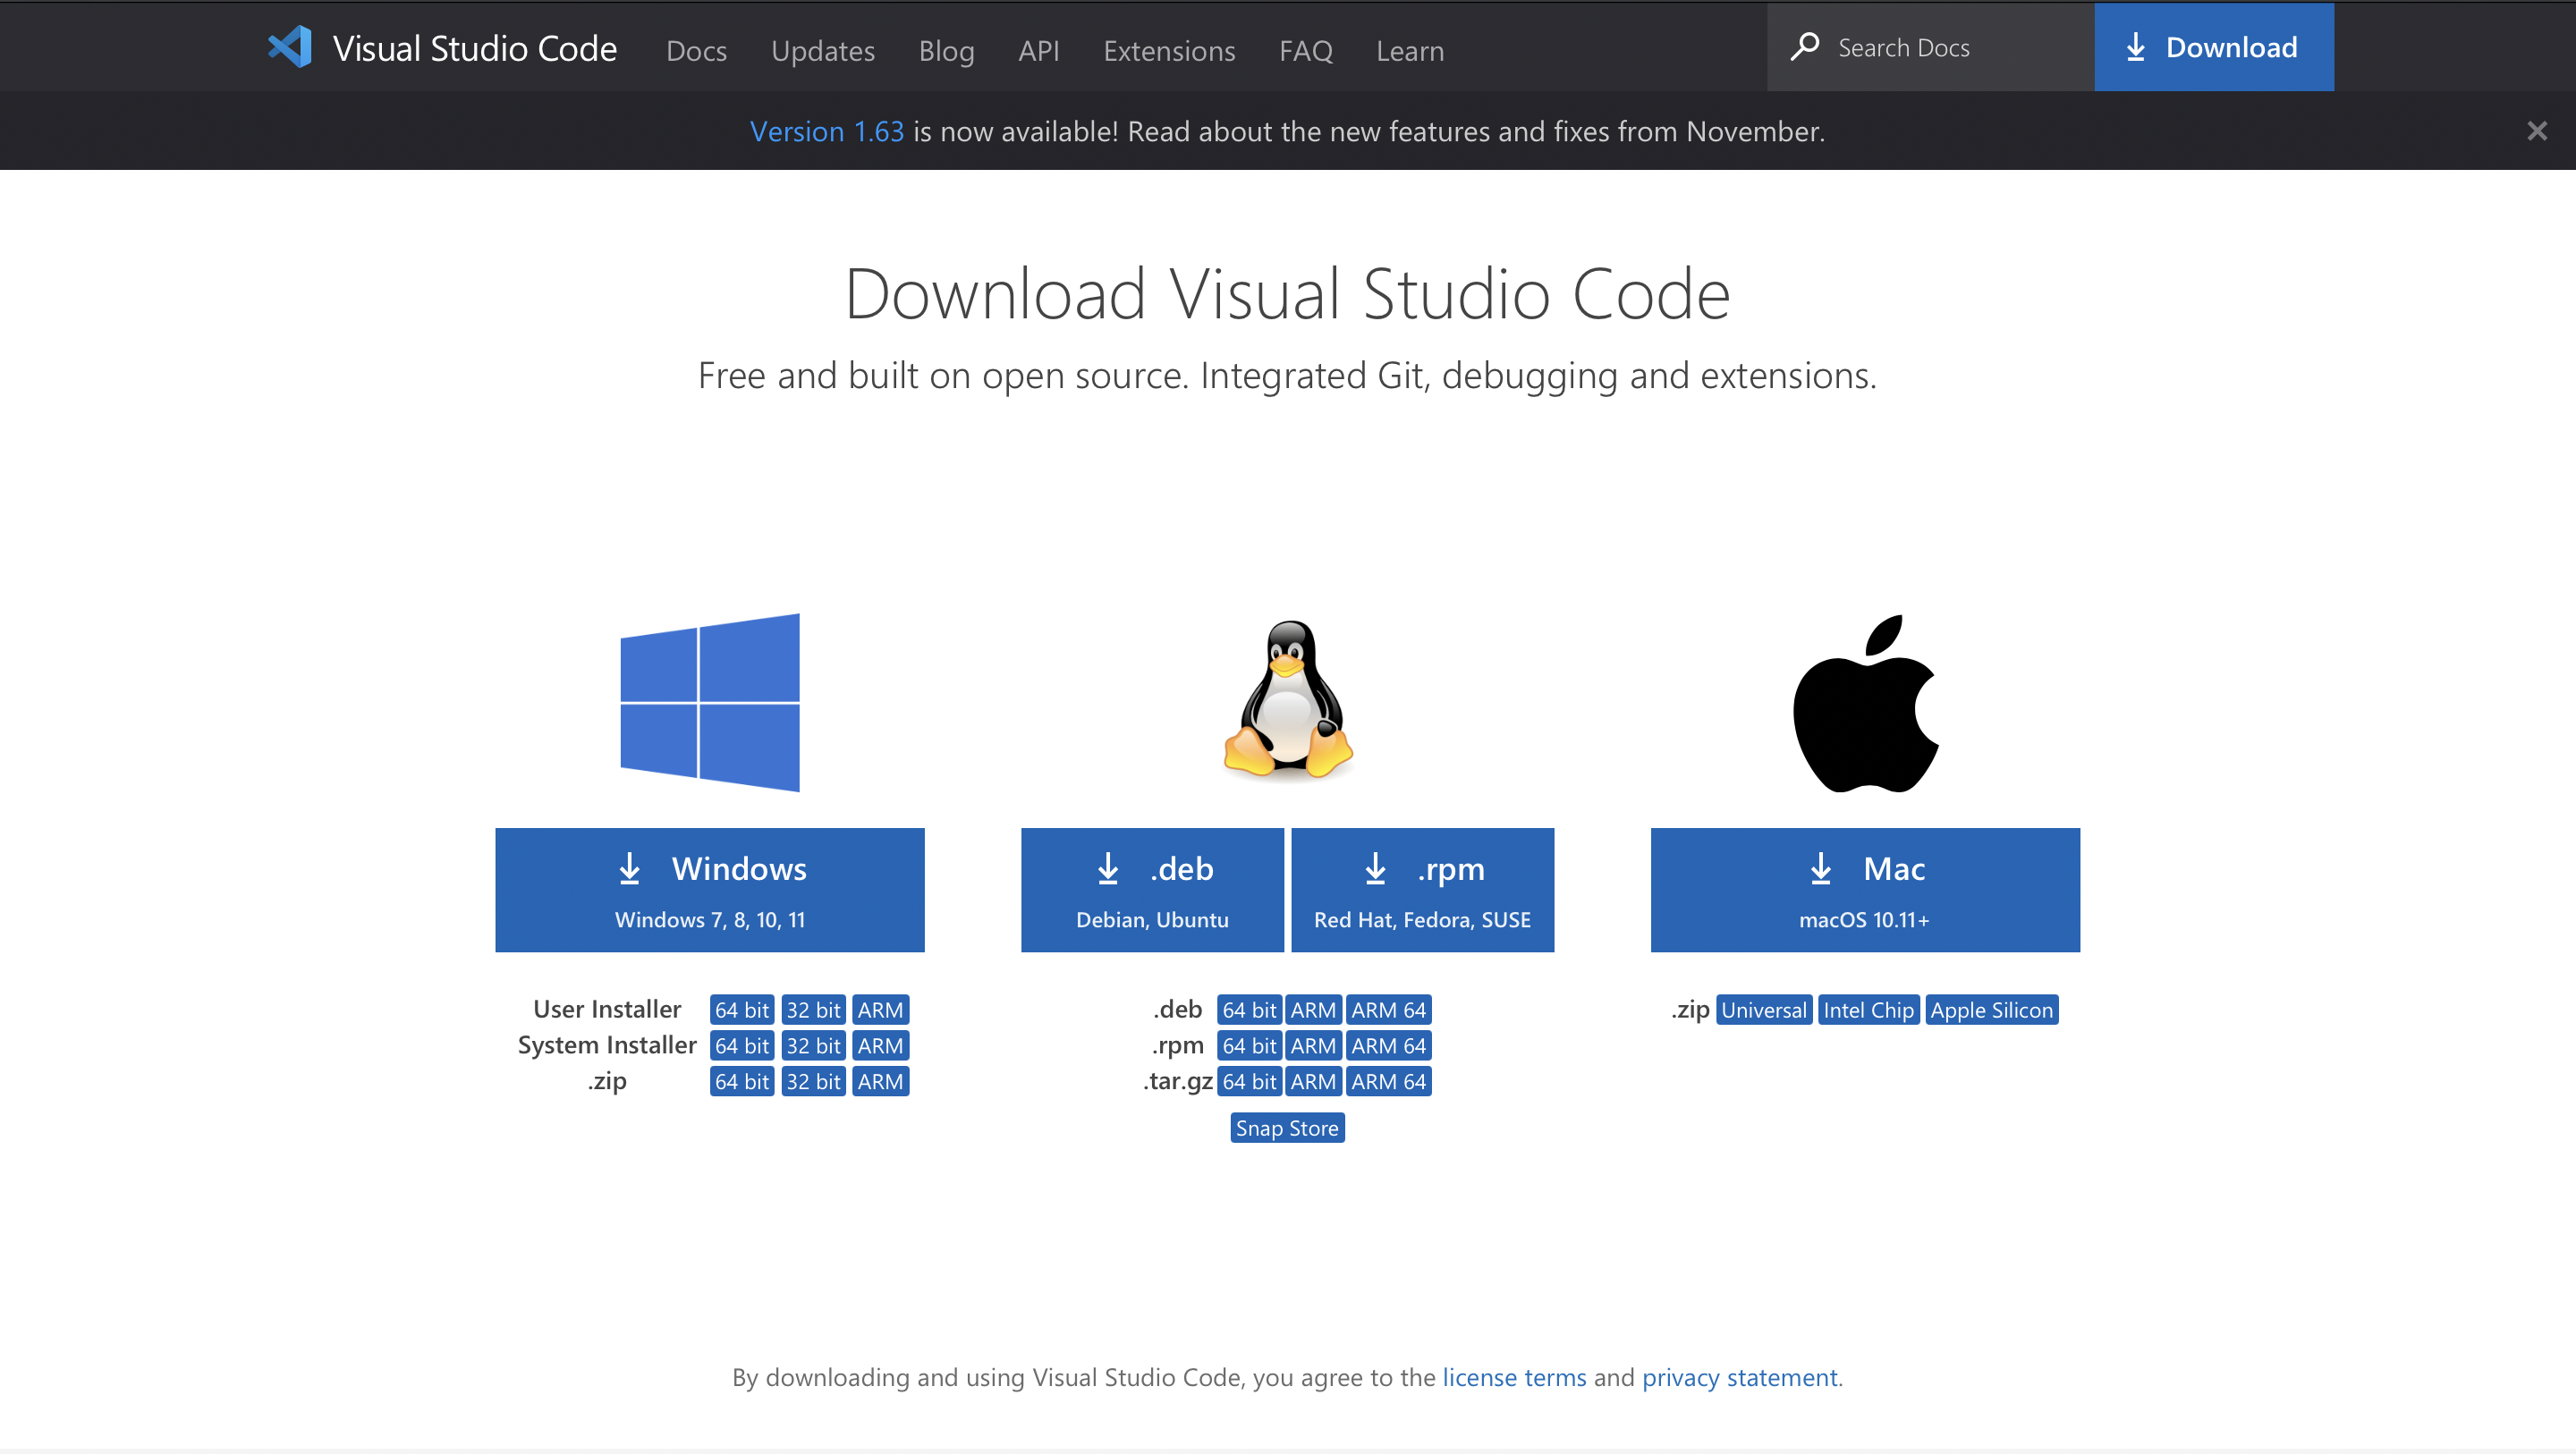 Visual Studio Code Docs Updates Blog API Extensions FAQ Learn Search Docs Download
Version 1.63 is now available! Read about the new features and fixes from November.
Download Visual Studio Code
Free and built on open source. Integrated Git, debugging and extensions.
Windows
Windows 7, 8, 10, 11
User Installer 64 bit 32 bit ARM
System Installer 64 bit 32 bit ARM
.zip 64 bit 32 bit ARM
.deb
Debian, Ubuntu
.rpm
Red Hat, Fedora, SUSE
.deb 64 bit ARM ARM 64
.rpm 64 bit ARM ARM 64
.tar.gz 64 bit ARM ARM 64
Snap Store
Mac
macOS 10.11+
.zip Universal Intel Chip Apple Silicon
By downloading and using Visual Studio Code, you agree to the license terms and privacy statement.